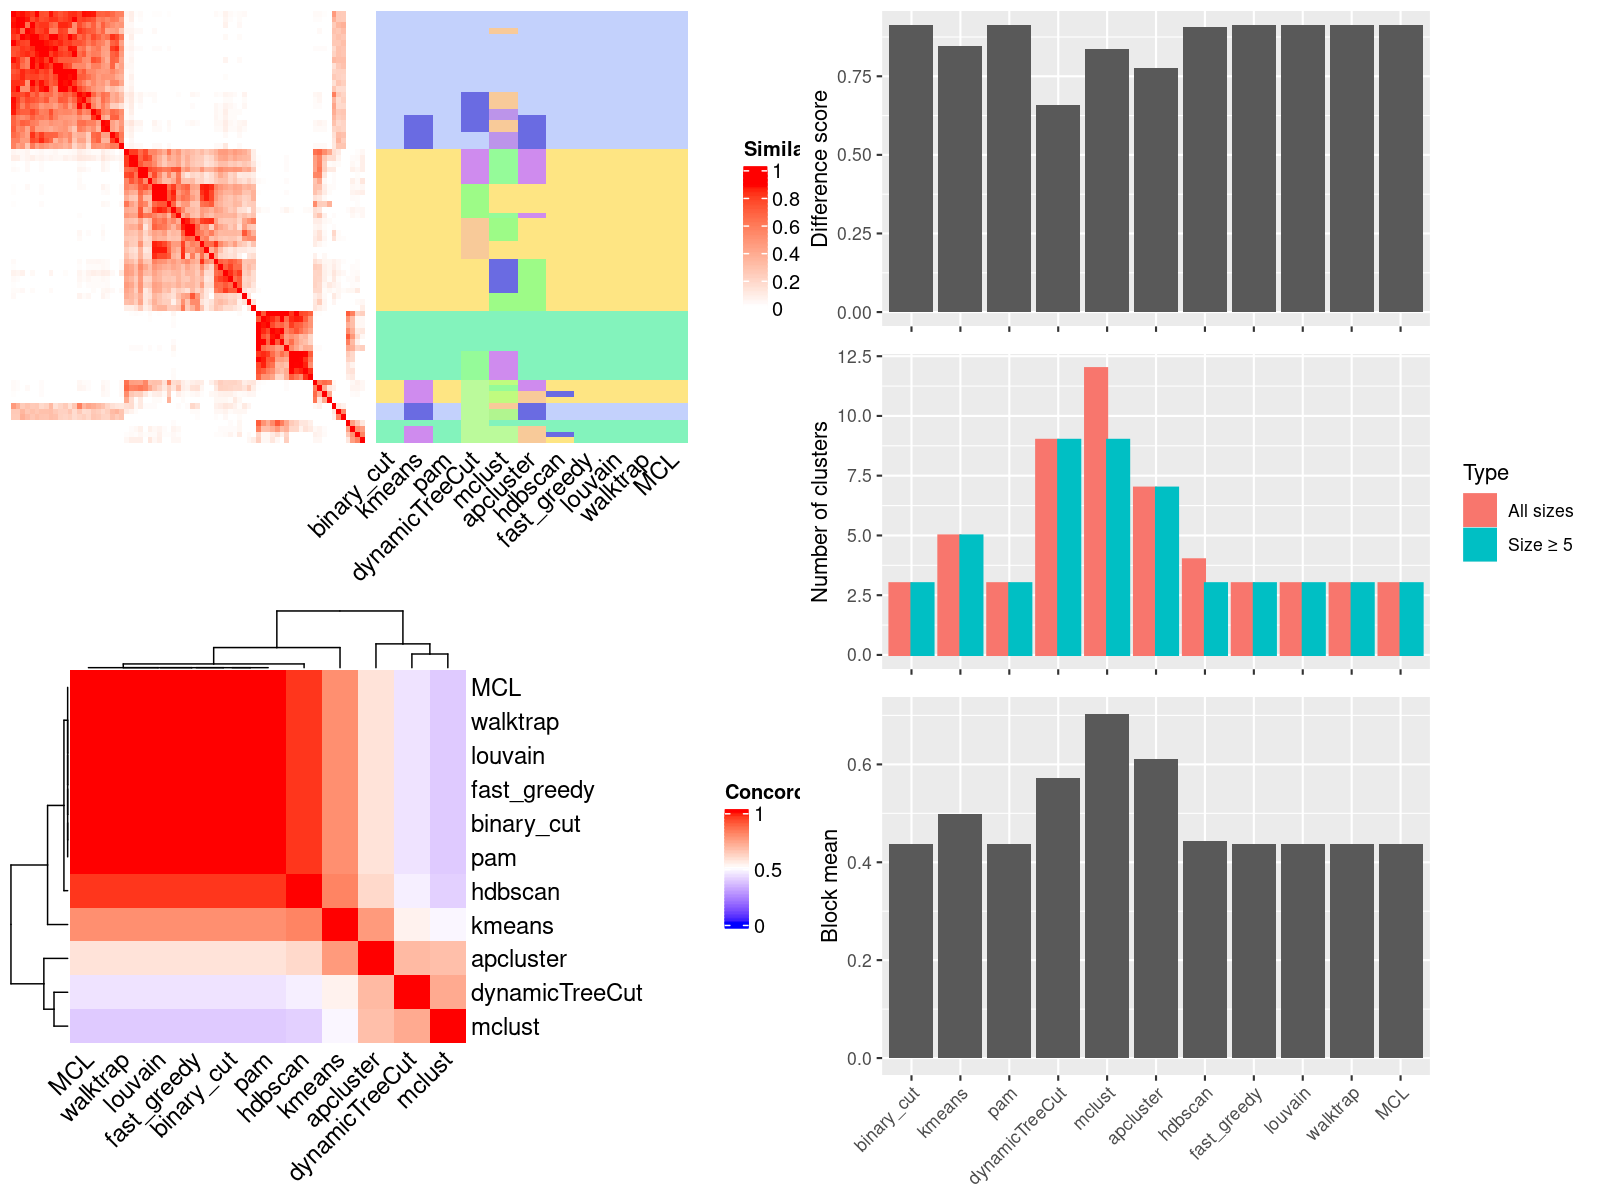 Simila
1
0.8
0.6
0.4
0.2
0
binary_cut
kmeans
pam
dynamicTreeCut
mclust
apcluster
hdbscan
fast_greedy
louvain
walktrap
MCL
Difference score
0.75
0.50
0.25
0.00
Number of clusters
12.5
10.0
7.5
5.0
2.5
0.0
Type
All sizes
Size ≥ 5
MCL
walktrap
louvain
fast_greedy
binary_cut
pam
hdbscan
kmeans
apcluster
dynamicTreeCut
mclust
MCL
walktrap
louvain
fast_greedy
binary_cut
pam
hdbscan
kmeans
apcluster
dynamicTreeCut
mclust
Concord
1
0.5
0
Block mean
0.6
0.4
0.2
0.0
binary_cut
kmeans
pam
dynamicTreeCut
mclust
apcluster
hdbscan
fast_greedy
louvain
walktrap
MCL